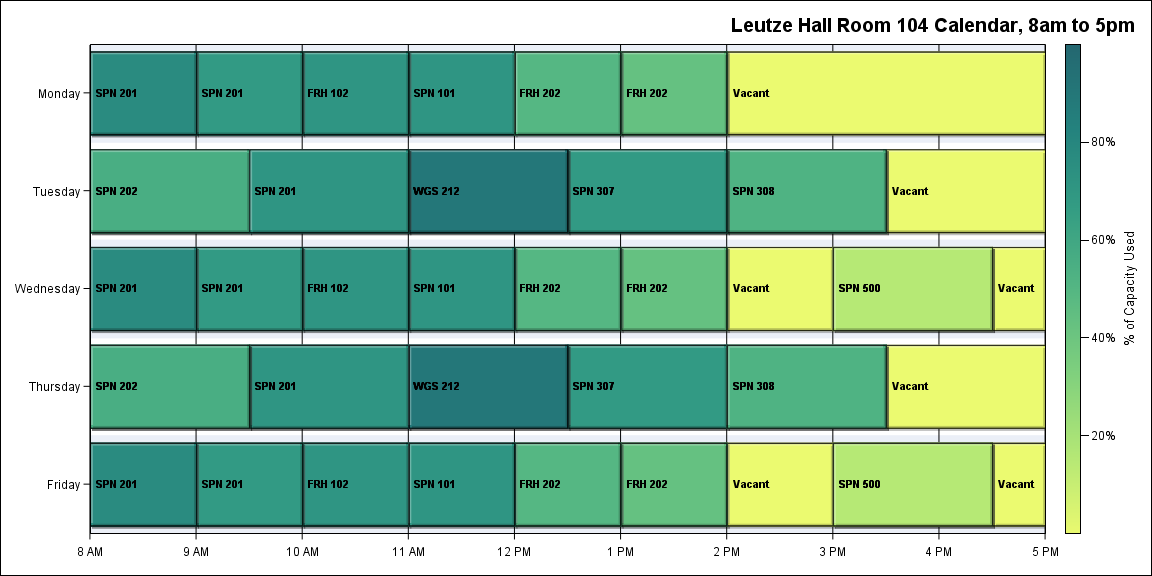 Leutze Hall Room 104 Calendar, 8am to 5pm
Monday SPN 201 SPN 201 FRH 102 SPN 101 FRH 202 FRH 202 Vacant
80%
Tuesday SPN 202 SPN 201 WGS 212 SPN 307 SPN 308 Vacant
60%
% of Capacity Used
Wednesday SPN 201 SPN 201 FRH 102 SPN 101 FRH 202 FRH 202 Vacant SPN 500 Vacant
40%
Thursday SPN 202 SPN 201 WGS 212 SPN 307 SPN 308 Vacant
20%
Friday SPN 201 SPN 201 FRH 102 SPN 101 FRH 202 FRH 202 Vacant SPN 500 Vacant
8 AM 9 AM 10 AM 11 AM 12 PM 1 PM 2 PM 3 PM 4 PM 5 PM